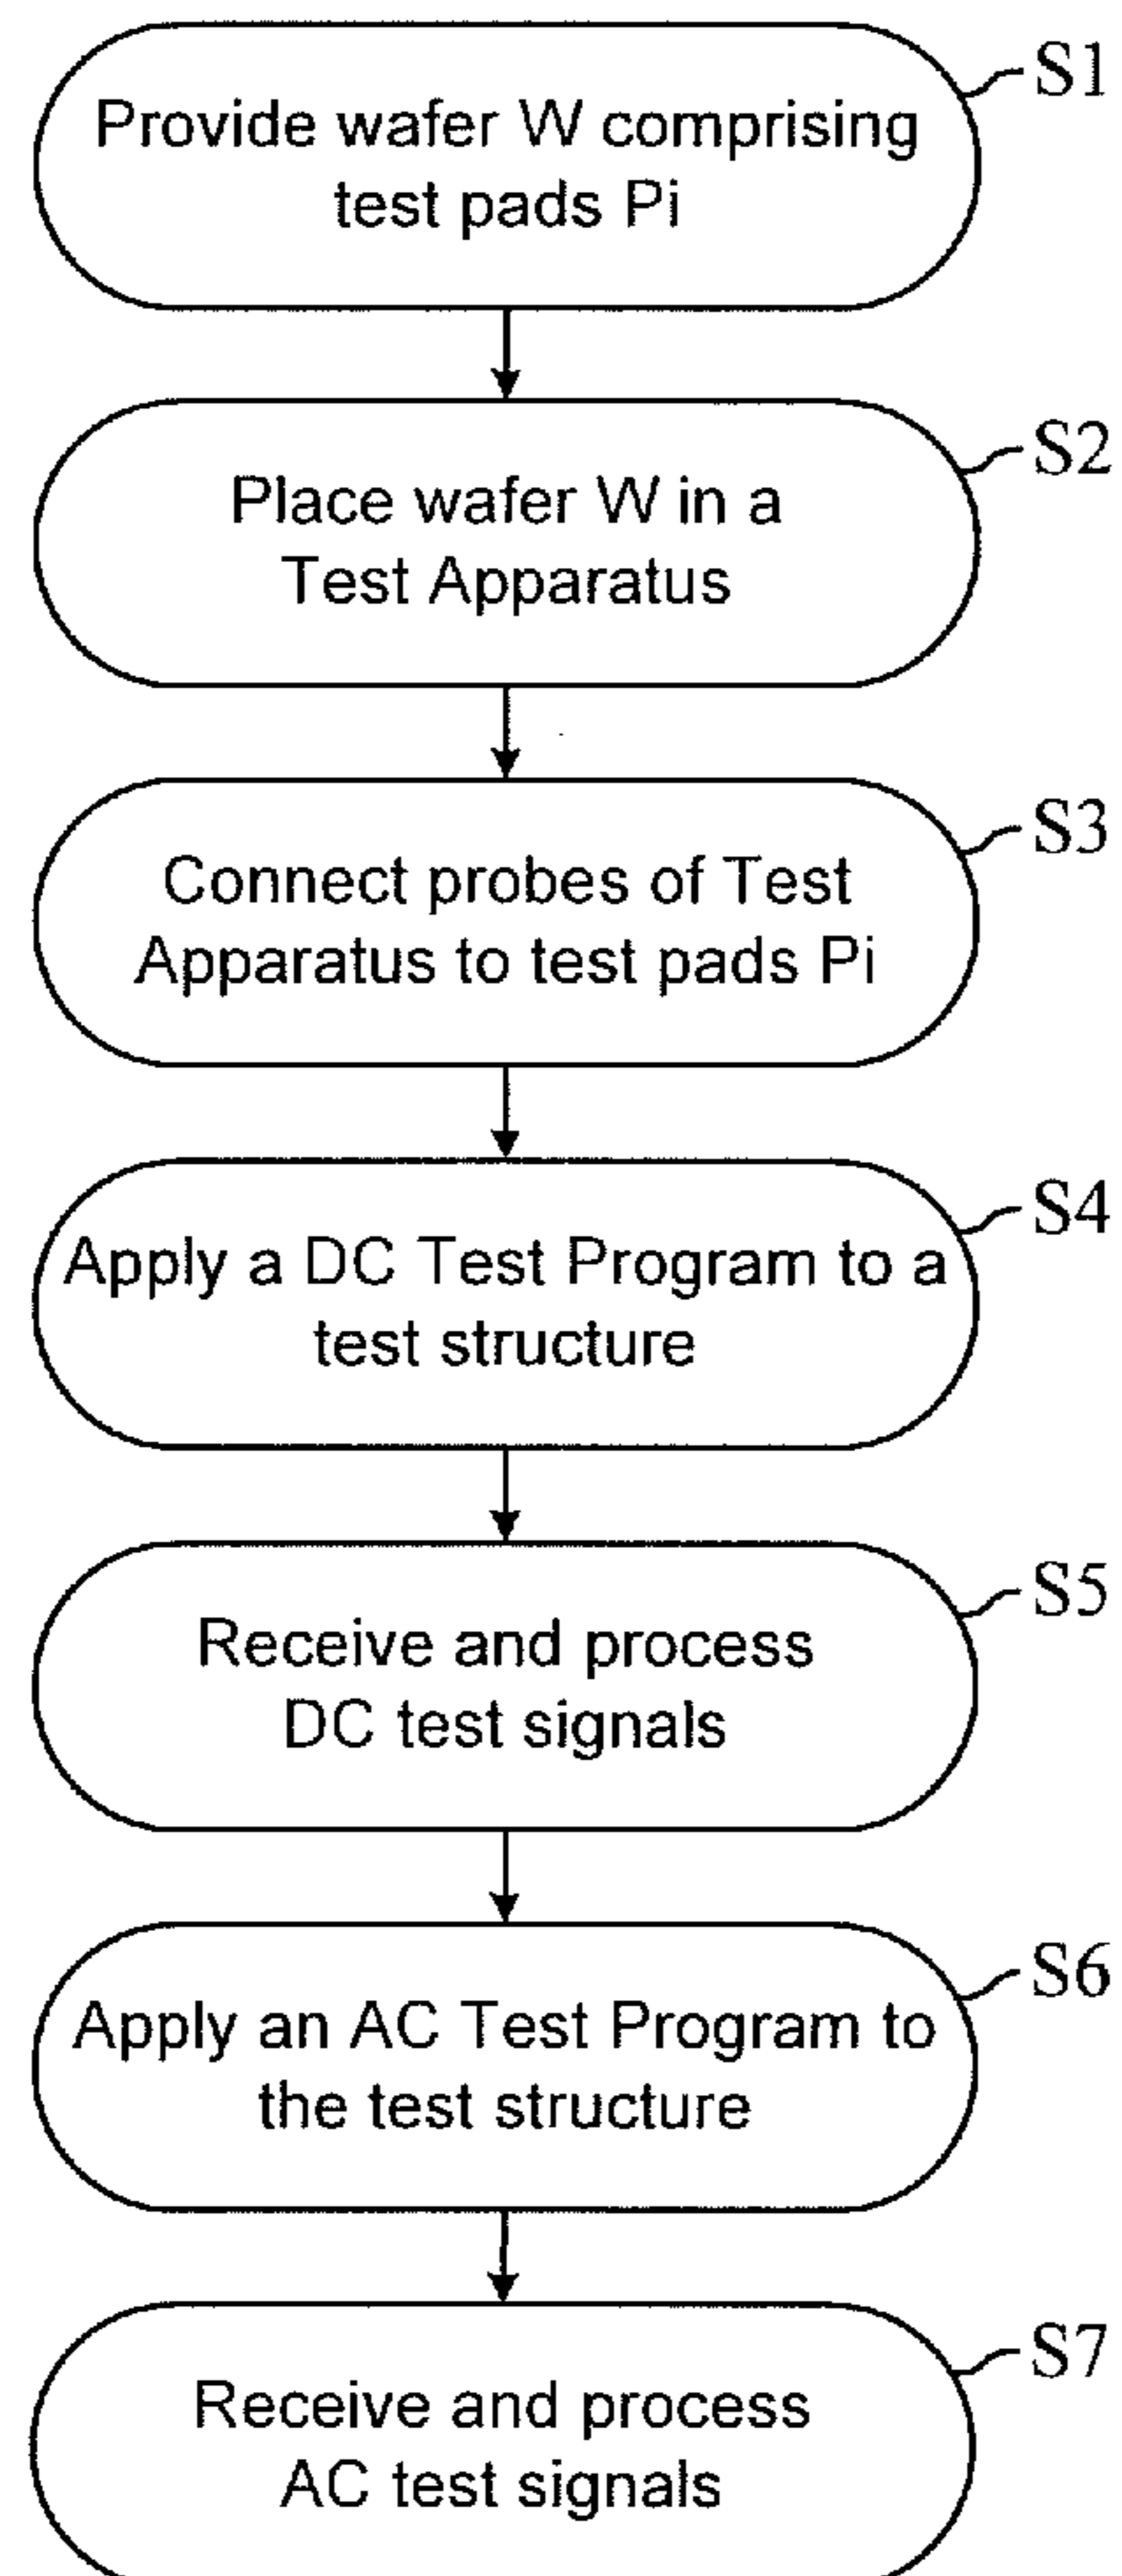 S1
Provide wafer W comprising
test pads Pi
S2
Place wafer W in a
Test Apparatus
S3
Connect probes of Test
Apparatus to test pads Pi
S4
Apply a DC Test Program to a
test structure
S5
Receive and process
DC test signals
S6
Apply an AC Test Program to
the test structure
S7
Receive and process
AC test signals